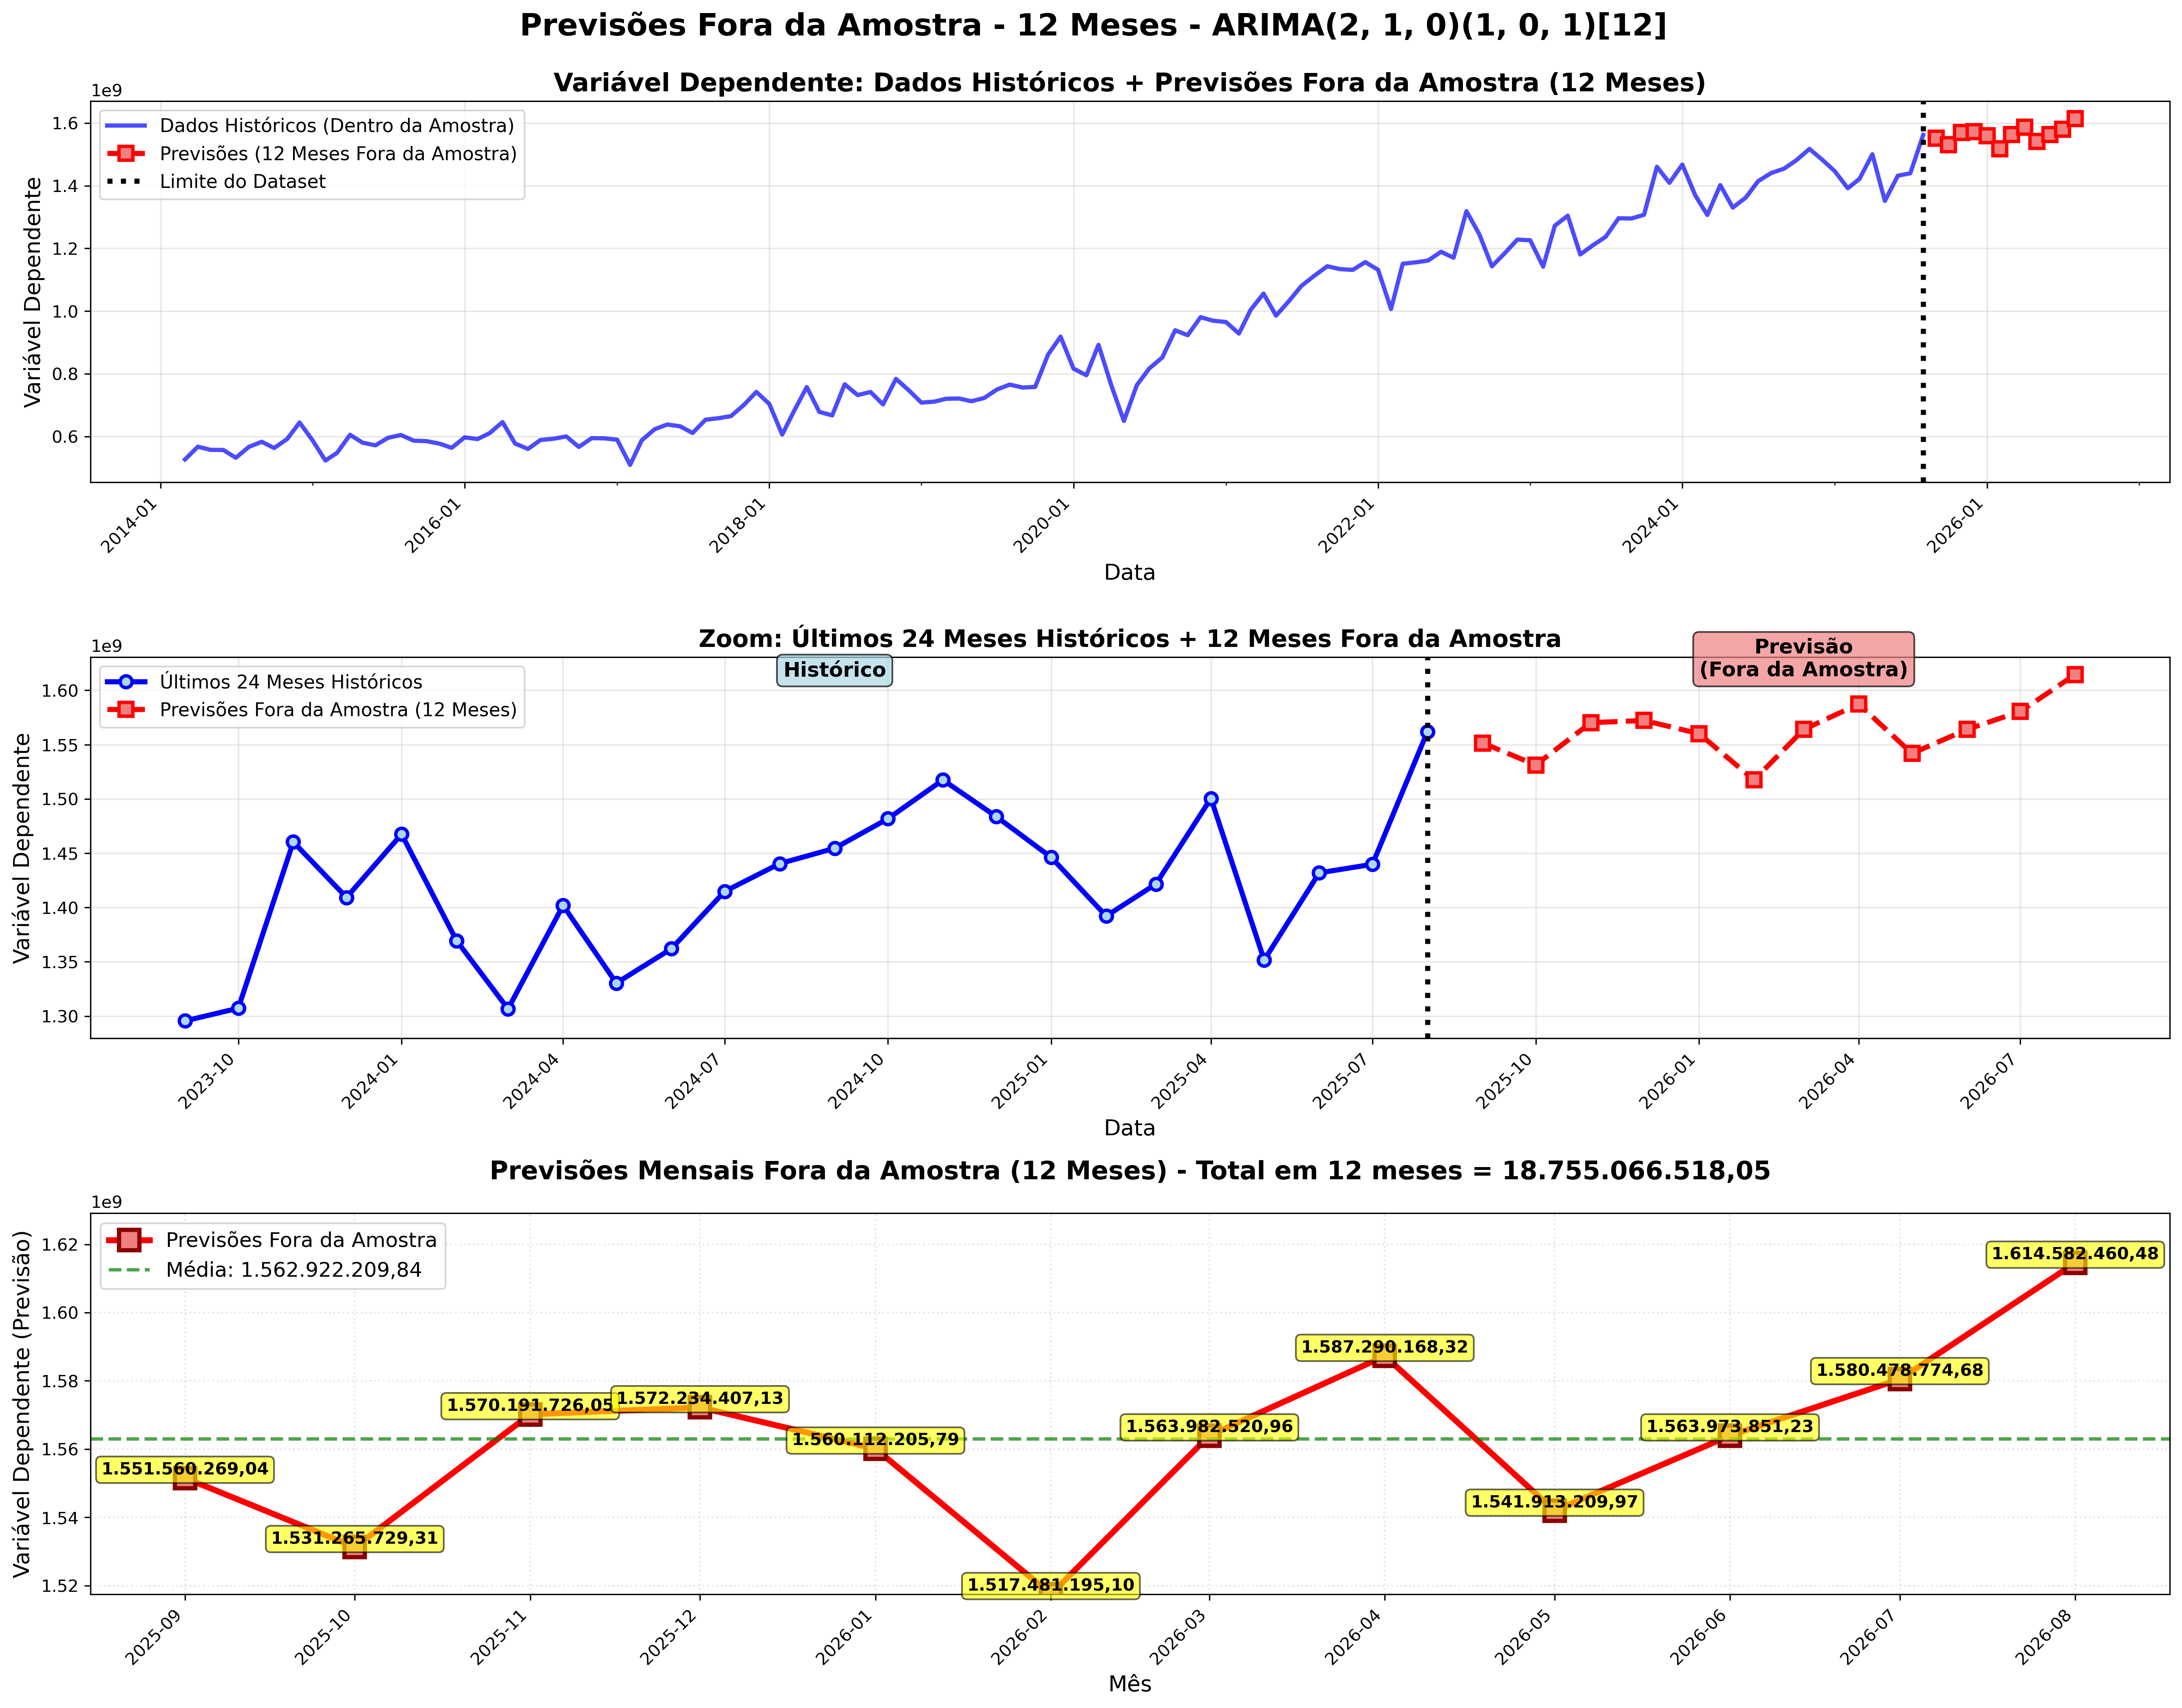 Previsões Fora da Amostra - 12 Meses - ARIMA(2, 1, 0)(1, 0, 1)[12]
Variável Dependente: Dados Históricos + Previsões Fora da Amostra (12 Meses)
1e9
Dados Históricos (Dentro da Amostra)
Previsões (12 Meses Fora da Amostra)
Limite do Dataset
Variável Dependente
1.6
1.4
1.2
1.0
0.8
0.6
2014-01
2016-01
2018-01
2020-01
2022-01
2024-01
2026-01
Data
Zoom: Últimos 24 Meses Históricos + 12 Meses Fora da Amostra
1e9
Últimos 24 Meses Históricos
Previsões Fora da Amostra (12 Meses)
Histórico
Previsão
(Fora da Amostra)
Variável Dependente
1.60
1.55
1.50
1.45
1.40
1.35
1.30
2023-10
2024-01
2024-04
2024-07
2024-10
2025-01
2025-04
2025-07
2025-10
2026-01
2026-04
2026-07
Data
Previsões Mensais Fora da Amostra (12 Meses) - Total em 12 meses = 18.755.066.518,05
1e9
Previsões Fora da Amostra
Média: 1.562.922.209,84
Variável Dependente (Previsão)
1.62
1.60
1.58
1.56
1.54
1.52
1.551.560.269,04
1.531.265.729,31
1.570.191.726,05
1.572.234.407,13
1.560.112.205,79
1.517.481.195,10
1.563.982.520,96
1.587.290.168,32
1.541.913.209,97
1.563.973.851,23
1.580.478.774,68
1.614.582.460,48
2025-09
2025-10
2025-11
2025-12
2026-01
2026-02
2026-03
2026-04
2026-05
2026-06
2026-07
2026-08
Mês